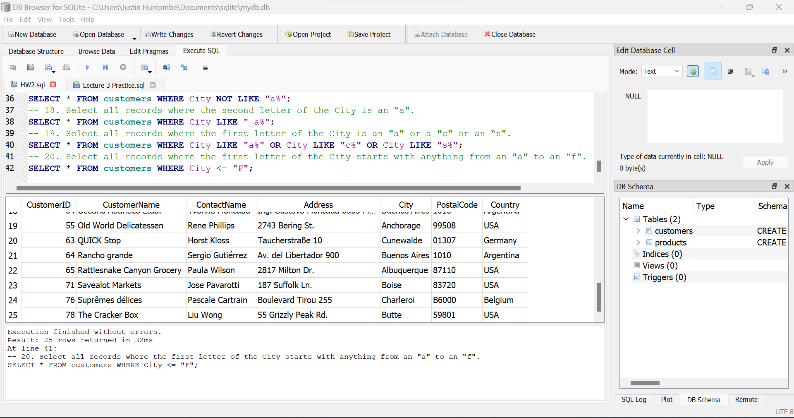 DB Browser for SQLite - C:\Users\Justin Hurcombe\Documents\sqlite\mydb.db
File Edit View Tools Help
New Database Open Database Write Changes Revert Changes Open Project Save Project Attach Database Close Database
Database Structure Browse Data Edit Pragmas Execute SQL
HW2.sql Lecture 3 Practice.sql
36 SELECT * FROM customers WHERE City NOT LIKE "a%";
37 -- 18. Select all records where the second letter of the City is an "a".
38 SELECT * FROM customers WHERE City LIKE "_a%";
39 -- 19. Select all records where the first letter of the City is an "a" or a "c" or an "s".
40 SELECT * FROM customers WHERE City LIKE "a%" OR City LIKE "c%" OR City LIKE "s%";
41 -- 20. Select all records where the first letter of the City starts with anything from an "a" to an "f".
42 SELECT * FROM customers WHERE City <= "F";
CustomerID CustomerName ContactName Address City PostalCode Country
19 55 Old World Delicatessen Rene Phillips 2743 Bering St. Anchorage 99508 USA
20 63 QUICK Stop Horst Kloss Taucherstraße 10 Cunewalde 01307 Germany
21 64 Rancho grande Sergio Gutiérrez Av. del Libertador 900 Buenos Aires 1010 Argentina
22 65 Rattlesnake Canyon Grocery Paula Wilson 2817 Milton Dr. Albuquerque 87110 USA
23 71 Savealot Markets Jose Pavarotti 187 Suffolk Ln. Boise 83720 USA
24 76 Suprêmes délices Pascale Cartrain Boulevard Tirou 255 Charleroi B6000 Belgium
25 78 The Cracker Box Liu Wong 55 Grizzly Peak Rd. Butte 59801 USA
Execution finished without errors.
Result: 25 rows returned in 32ms
At line 41:
-- 20. Select all records where the first letter of the City starts with anything from an "a" to an "f".
SELECT * FROM customers WHERE City <= "F";
Edit Database Cell
Mode: Text
NULL
Type of data currently in cell: NULL
0 byte(s)
Apply
DB Schema
Name Type Schema
Tables (2)
customers CREATE
products CREATE
Indices (0)
Views (0)
Triggers (0)
SQL Log Plot DB Schema Remote
UTF-8